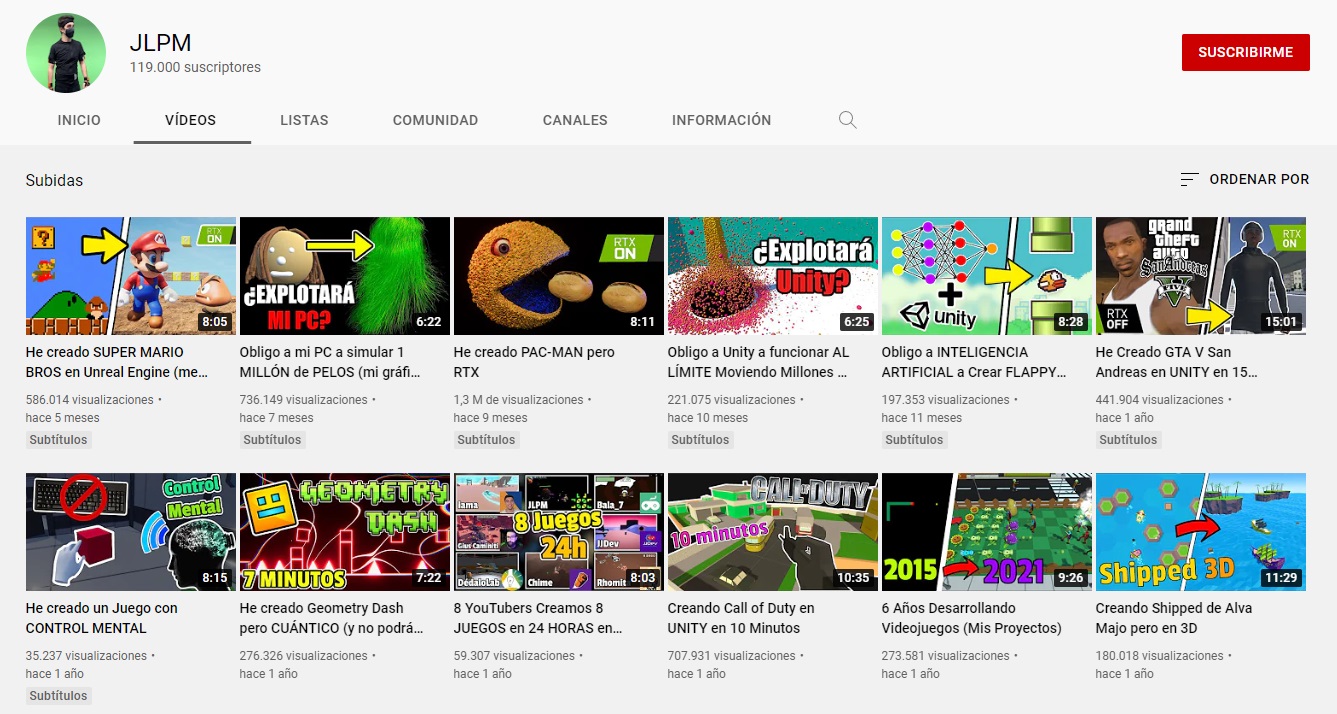 JLPM
119.000 suscriptores
SUSCRIBIRME
INICIO
VÍDEOS
LISTAS
COMUNIDAD
CANALES
INFORMACIÓN
Subidas
ORDENAR POR
RTX
ON
8:05
¿EXPLOTARÁ
MI PC?
6:22
RTX
ON
8:11
¿Explotará
Unity?
6:25
+
unity
8:28
grand
theft
auto
San Andreas
V
RTX
OFF
RTX
ON
15:01
He creado SUPER MARIO
BROS en Unreal Engine (me...
586.014 visualizaciones •
hace 5 meses
Subtítulos
Obligo a mi PC a simular 1
MILLÓN de PELOS (mi gráfi...
736.149 visualizaciones •
hace 7 meses
Subtítulos
He creado PAC-MAN pero
RTX
1,3 M de visualizaciones •
hace 9 meses
Subtítulos
Obligo a Unity a funcionar AL
LÍMITE Moviendo Millones ...
221.075 visualizaciones •
hace 10 meses
Subtítulos
Obligo a INTELIGENCIA
ARTIFICIAL a Crear FLAPPY...
197.353 visualizaciones •
hace 11 meses
Subtítulos
He Creado GTA V San
Andreas en UNITY en 15...
441.904 visualizaciones •
hace 1 año
Subtítulos
Control
Mental
8:15
GEOMETRY
DASH
7 MINUTOS
7:22
lama
JLPM
Bala_7
8 Juegos
24h
JJDev
DédaloLab
Chime
Rhomit
8:03
CALL·DUTY
10 minutos
10:35
2015
2021
9:26
Shipped 3D
11:29
He creado un Juego con
CONTROL MENTAL
35.237 visualizaciones •
hace 1 año
Subtítulos
He creado Geometry Dash
pero CUÁNTICO (y no podrá...
276.326 visualizaciones •
hace 1 año
8 YouTubers Creamos 8
JUEGOS en 24 HORAS en...
59.307 visualizaciones •
hace 1 año
Creando Call of Duty en
UNITY en 10 Minutos
707.931 visualizaciones •
hace 1 año
6 Años Desarrollando
Videojuegos (Mis Proyectos)
273.581 visualizaciones •
hace 1 año
Creando Shipped de Alva
Majo pero en 3D
180.018 visualizaciones •
hace 1 año